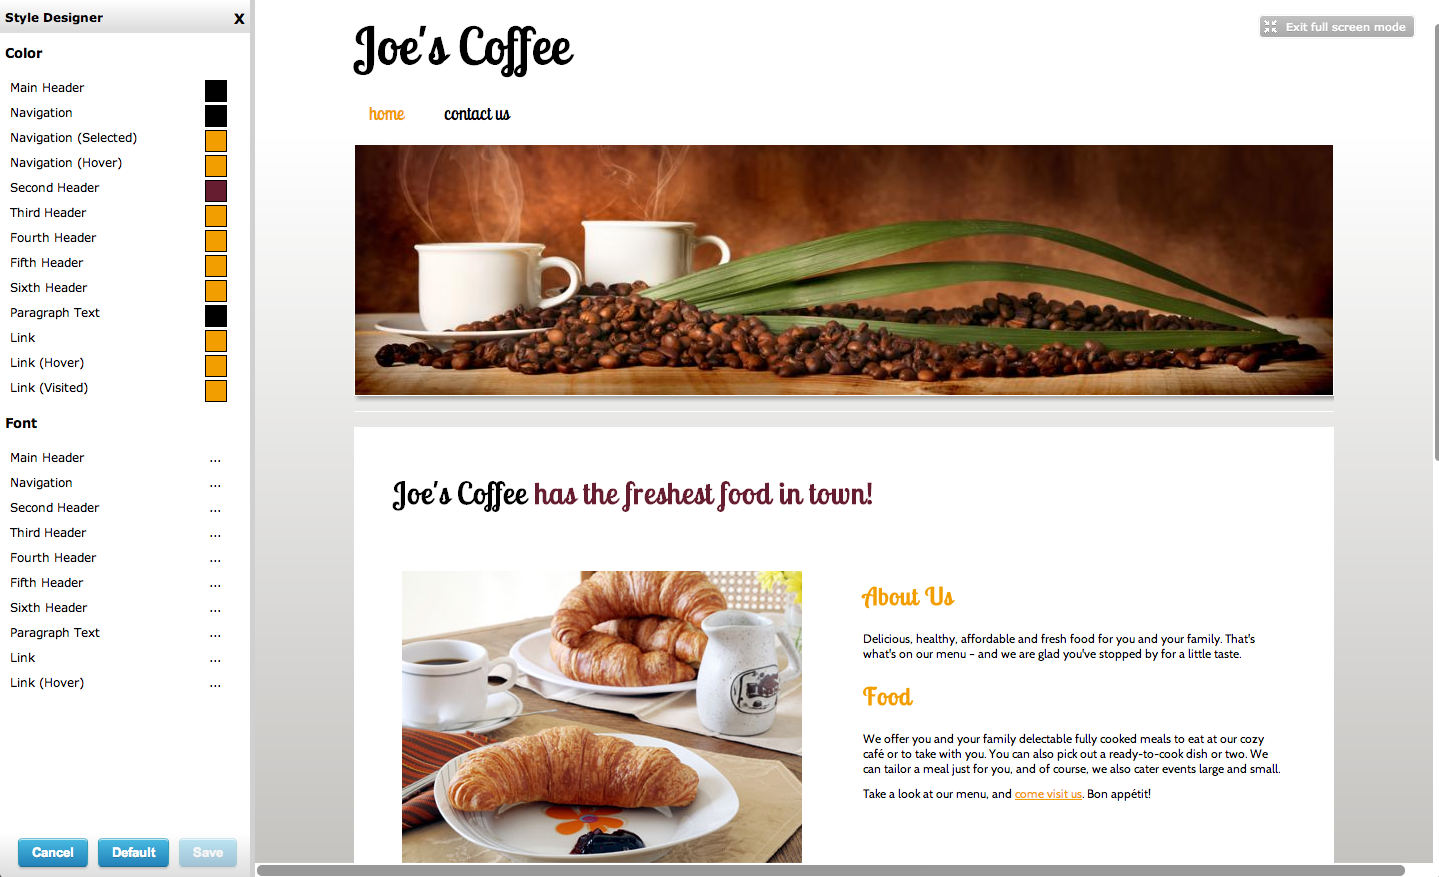 Style Designer
X
Color
Main Header
Navigation
Navigation (Selected)
Navigation (Hover)
Second Header
Third Header
Fourth Header
Fifth Header
Sixth Header
Paragraph Text
Link
Link (Hover)
Link (Visited)
Font
Main Header ...
Navigation ...
Second Header ...
Third Header ...
Fourth Header ...
Fifth Header ...
Sixth Header ...
Paragraph Text ...
Link ...
Link (Hover) ...
Cancel
Default
Save
Exit full screen mode
Joe's Coffee
home
contact us
Joe's Coffee has the freshest food in town!
About Us
Delicious, healthy, affordable and fresh food for you and your family. That's
what's on our menu - and we are glad you've stopped by for a little taste.
Food
We offer you and your family delectable fully cooked meals to eat at our cozy
café or to take with you. You can also pick out a ready-to-cook dish or two. We
can tailor a meal just for you, and of course, we also cater events large and small.
Take a look at our menu, and come visit us. Bon appétit!